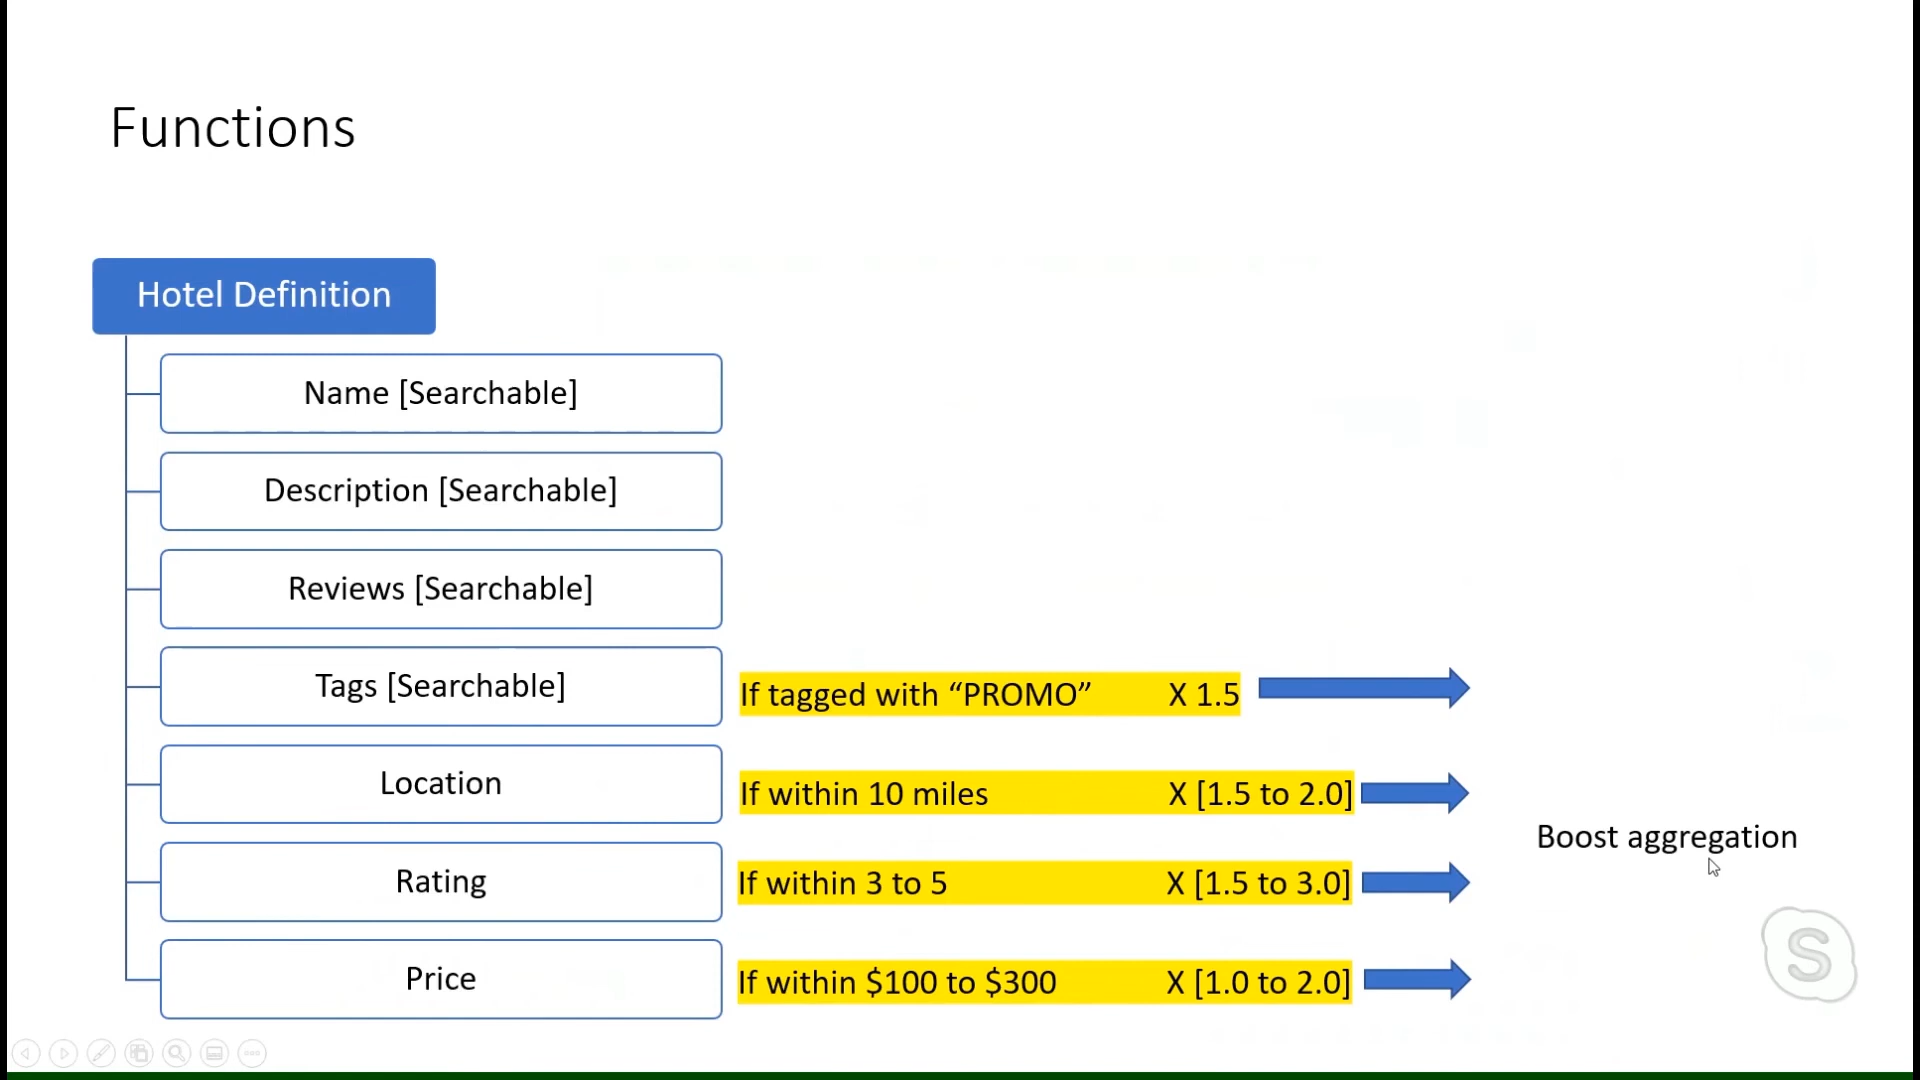 Functions
Hotel Definition
Name [Searchable]
Description [Searchable]
Reviews [Searchable]
Tags [Searchable]
If tagged with “PROMO” X 1.5
Location
If within 10 miles X [1.5 to 2.0]
Boost aggregation
Rating
If within 3 to 5 X [1.5 to 3.0]
Price
If within $100 to $300 X [1.0 to 2.0]
S